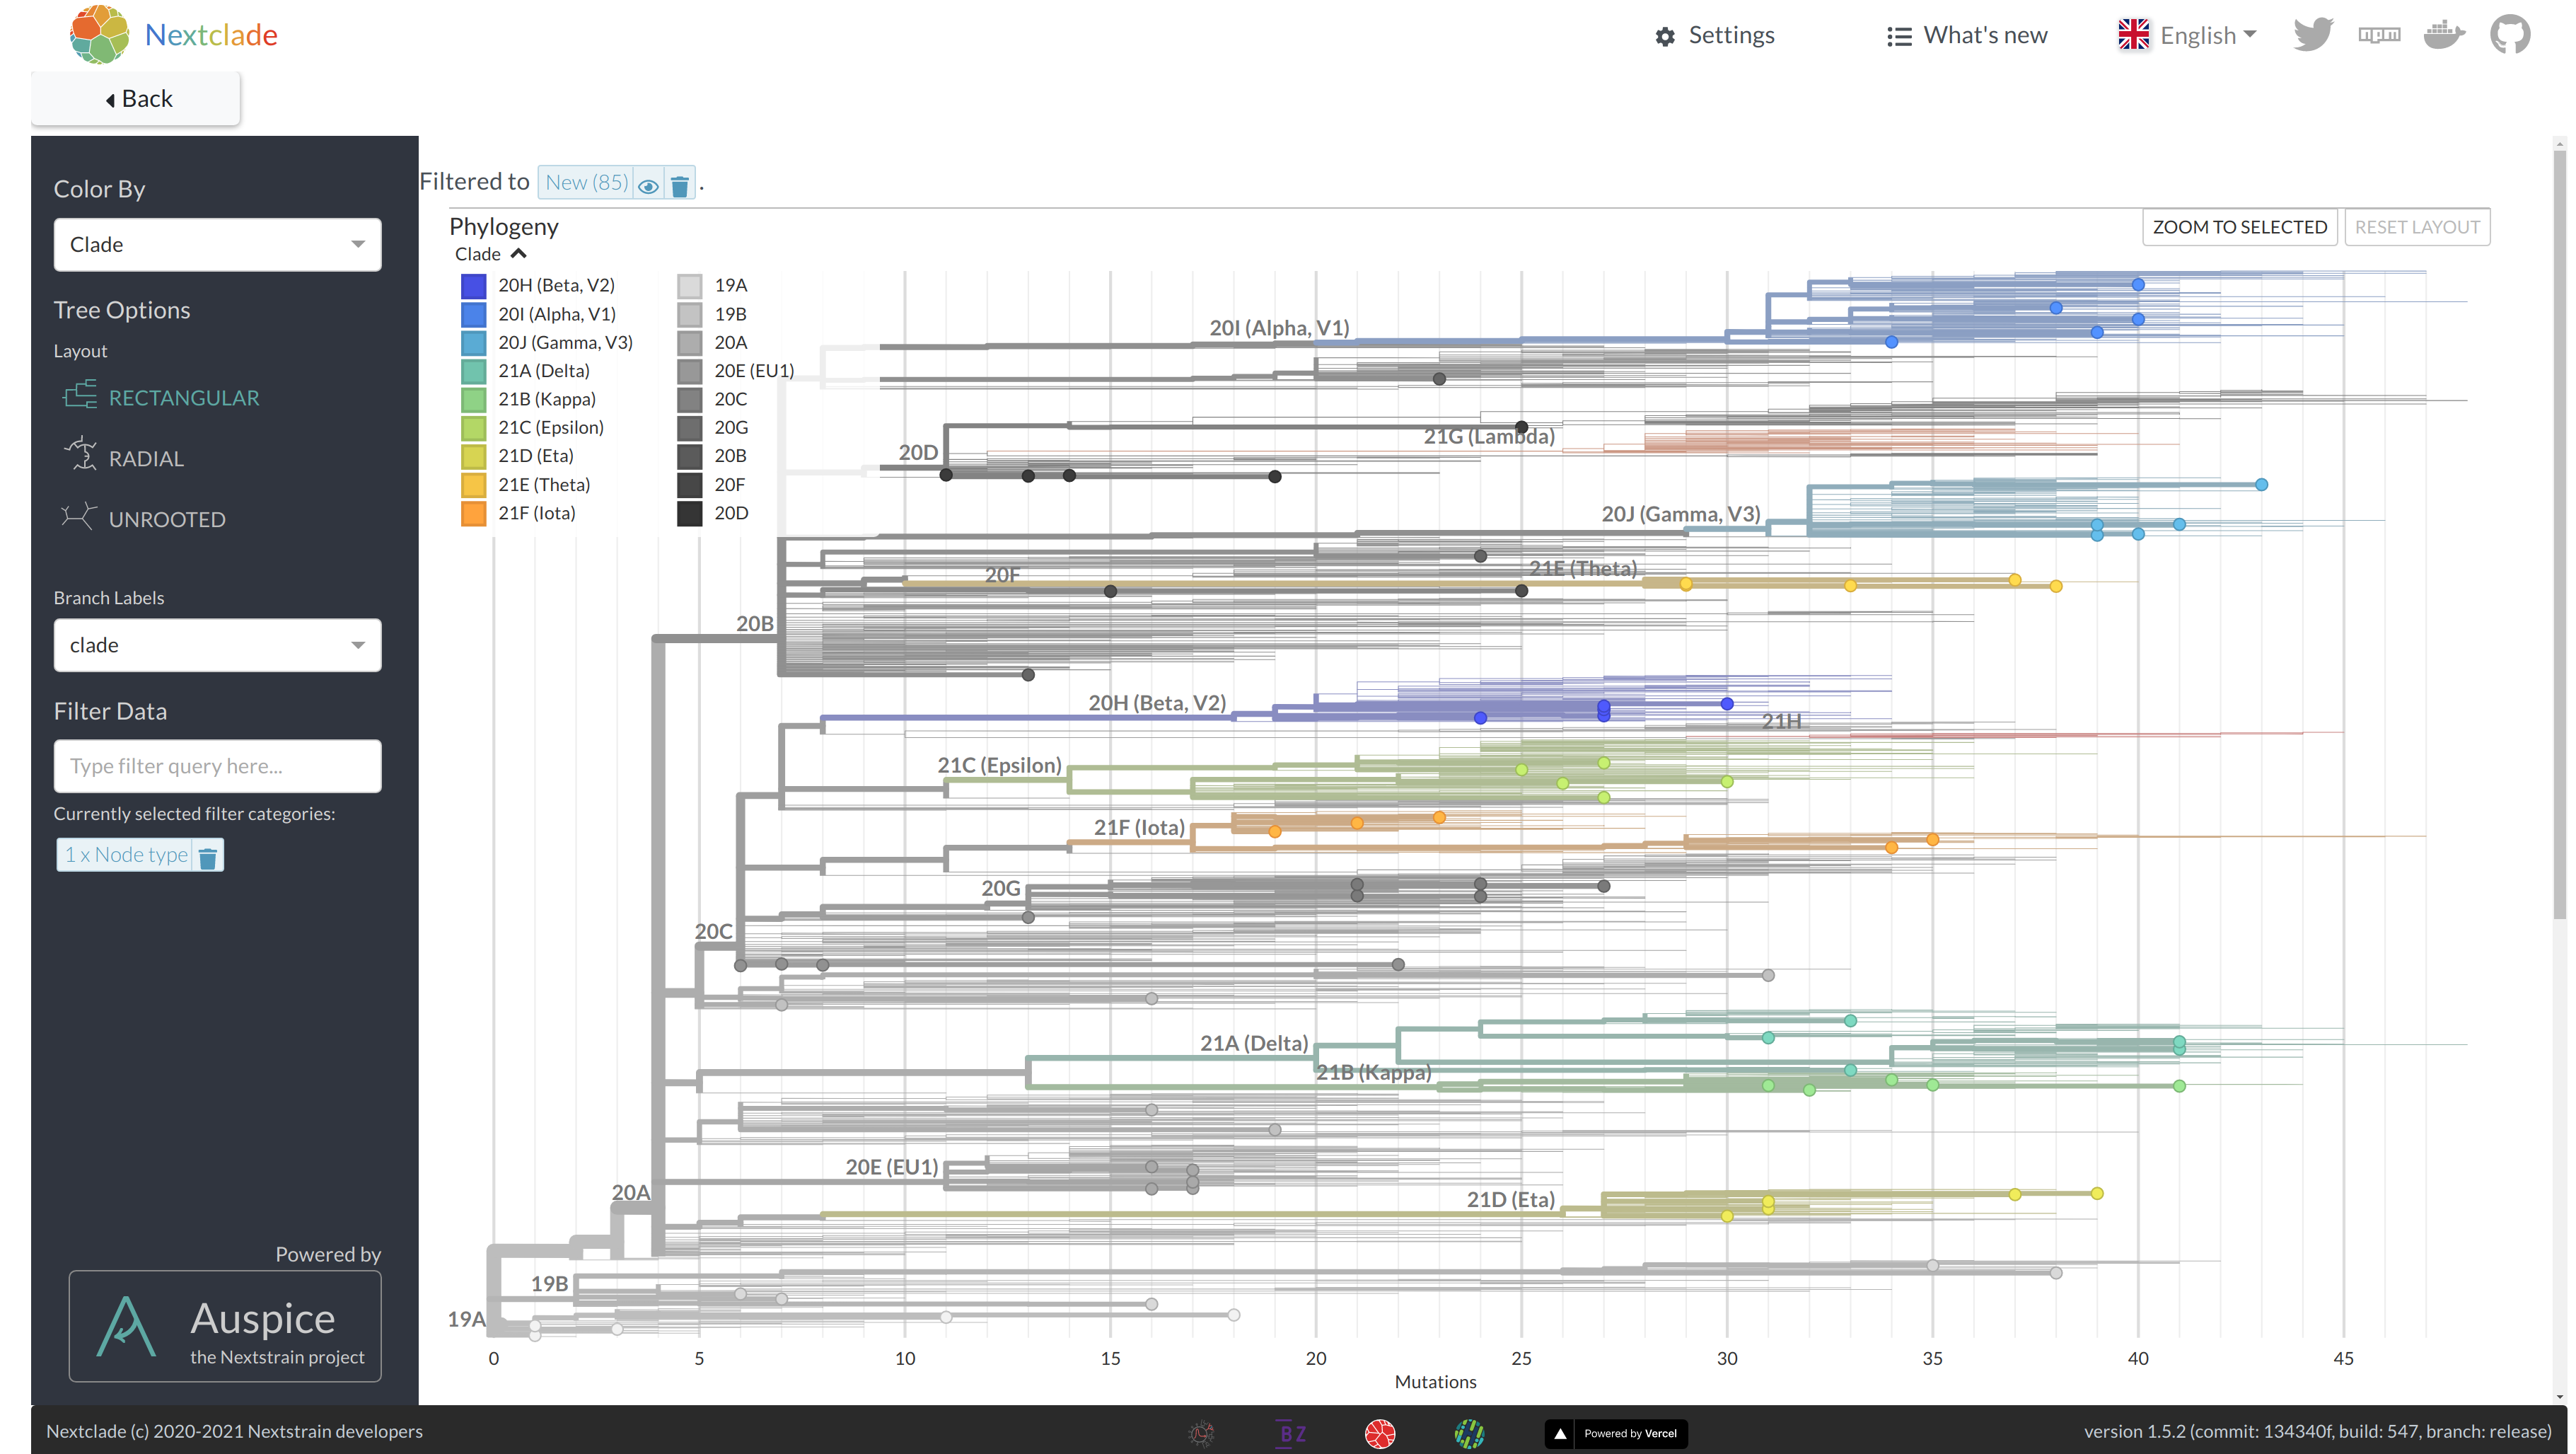 Nextclade
Settings
What's new
English
npm
Back
Color By
Clade
Tree Options
Layout
RECTANGULAR
RADIAL
UNROOTED
Branch Labels
clade
Filter Data
Type filter query here...
Currently selected filter categories:
1 x Node type
Powered by
Auspice
the Nextstrain project
Filtered to New (85) .
Phylogeny
ZOOM TO SELECTED
RESET LAYOUT
Clade
20H (Beta, V2)
20I (Alpha, V1)
20J (Gamma, V3)
21A (Delta)
21B (Kappa)
21C (Epsilon)
21D (Eta)
21E (Theta)
21F (Iota)
19A
19B
20A
20E (EU1)
20C
20G
20B
20F
20D
20I (Alpha, V1)
21G (Lambda)
20D
20J (Gamma, V3)
21E (Theta)
20F
20B
20H (Beta, V2)
21H
21C (Epsilon)
21F (Iota)
20G
20C
21A (Delta)
21B (Kappa)
20E (EU1)
20A
21D (Eta)
19B
19A
0 5 10 15 20 25 30 35 40 45
Mutations
Nextclade (c) 2020-2021 Nextstrain developers
BZ
Powered by Vercel
version 1.5.2 (commit: 134340f, build: 547, branch: release)